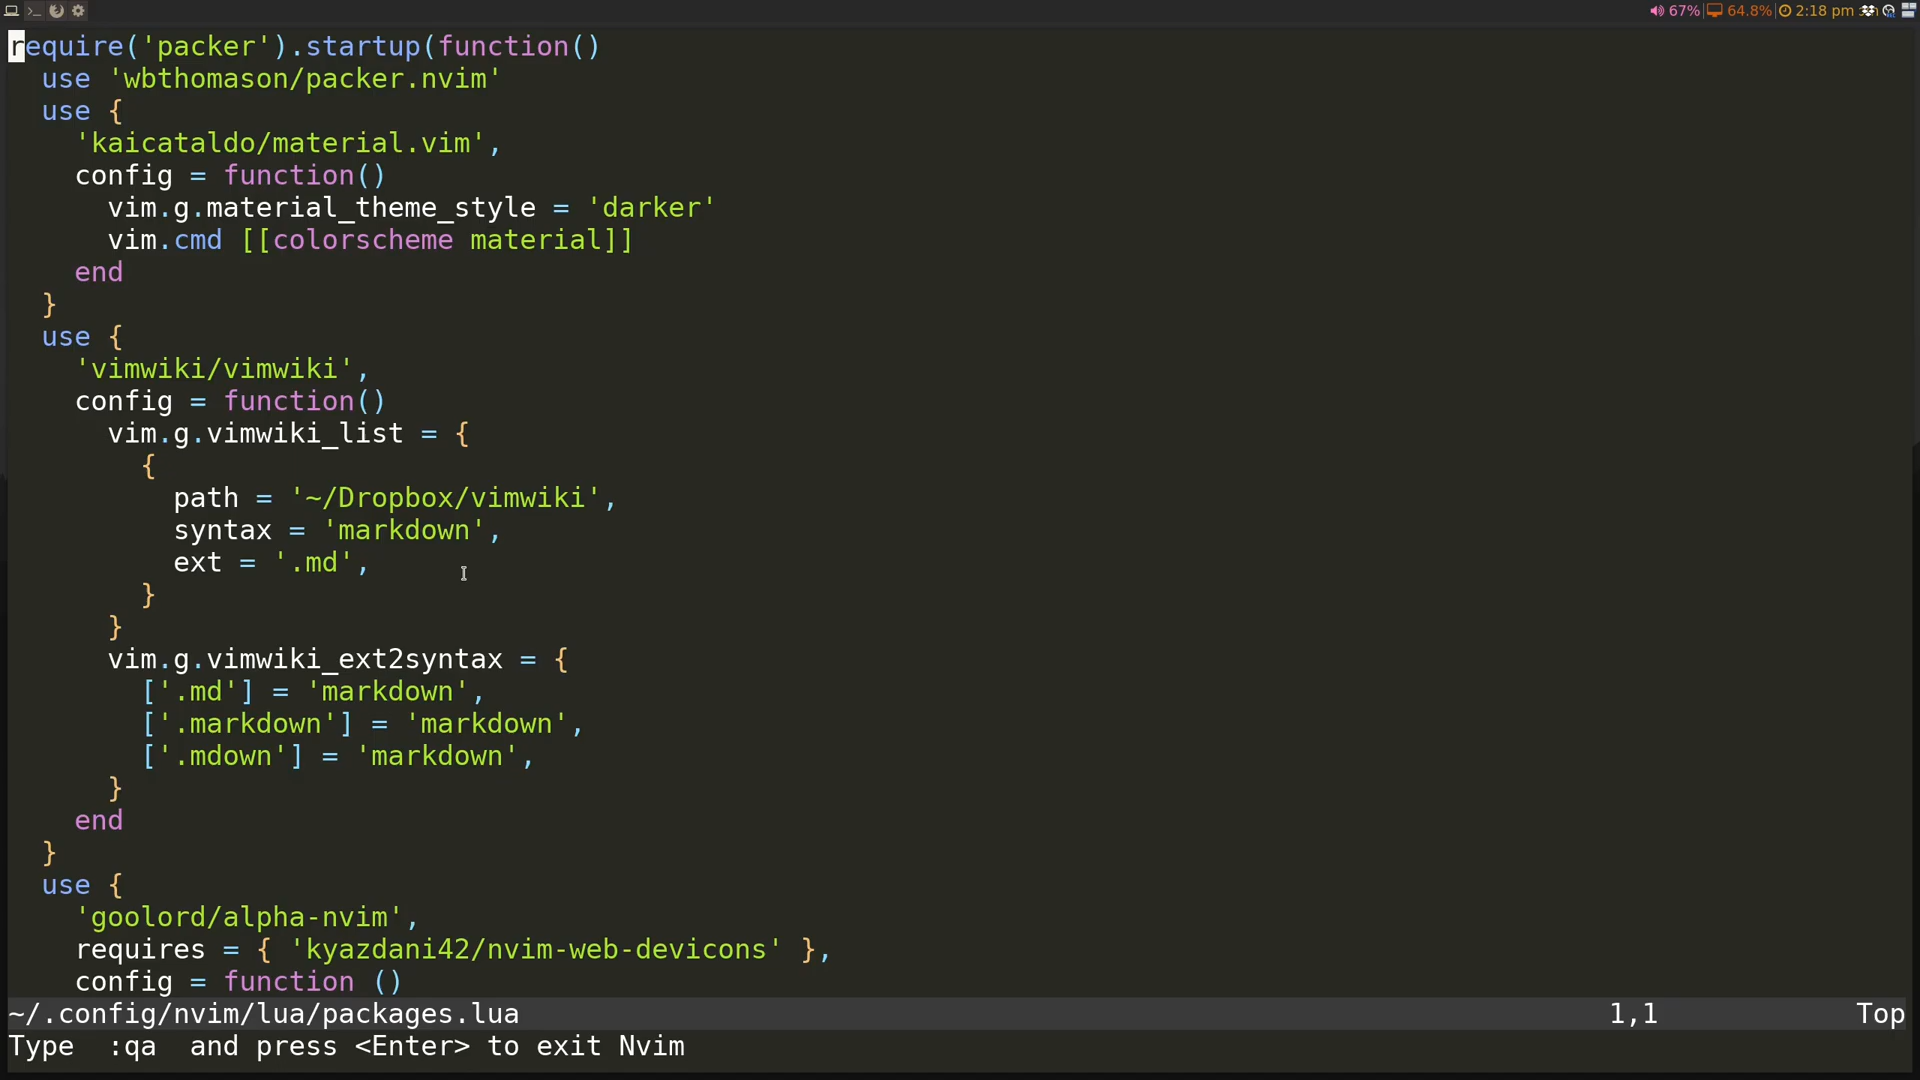 67% 64.8% 2:18 pm
require('packer').startup(function()
  use 'wbthomason/packer.nvim'
  use {
    'kaicataldo/material.vim',
    config = function()
      vim.g.material_theme_style = 'darker'
      vim.cmd [[colorscheme material]]
    end
  }
  use {
    'vimwiki/vimwiki',
    config = function()
      vim.g.vimwiki_list = {
        {
          path = '~/Dropbox/vimwiki',
          syntax = 'markdown',
          ext = '.md',
        }
      }
      vim.g.vimwiki_ext2syntax = {
        ['.md'] = 'markdown',
        ['.markdown'] = 'markdown',
        ['.mdown'] = 'markdown',
      }
    end
  }
  use {
    'goolord/alpha-nvim',
    requires = { 'kyazdani42/nvim-web-devicons' },
    config = function ()
~/.config/nvim/lua/packages.lua 1,1 Top
Type  :qa  and press <Enter> to exit Nvim